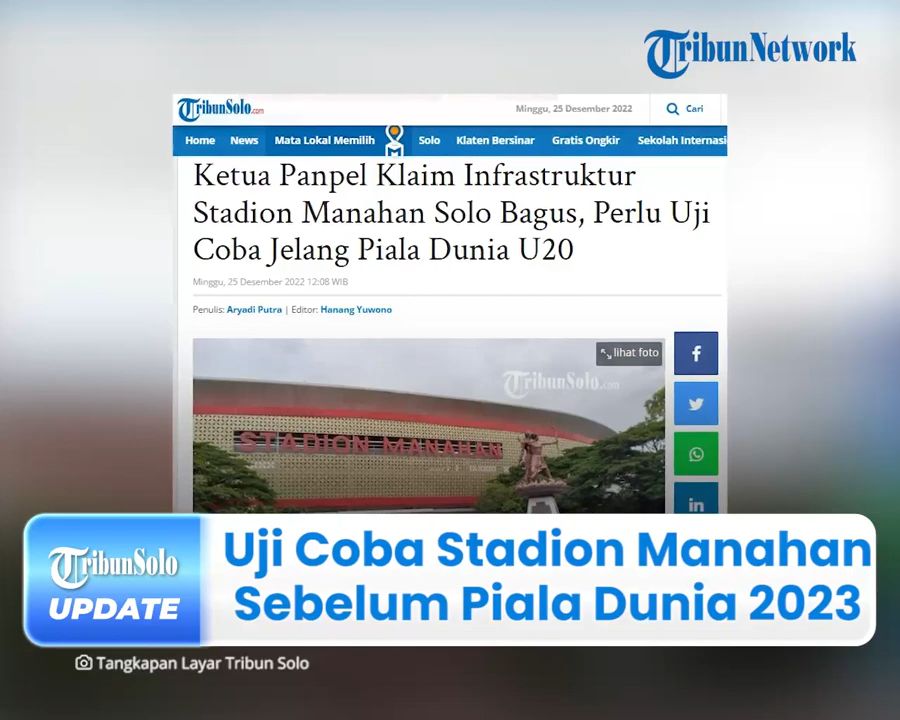 TribunNetwork
TribunSolo.com
Minggu, 25 Desember 2022
Cari
Home News Mata Lokal Memilih Solo Klaten Bersinar Gratis Ongkir Sekolah Internasi
Ketua Panpel Klaim Infrastruktur
Stadion Manahan Solo Bagus, Perlu Uji
Coba Jelang Piala Dunia U20
Minggu, 25 Desember 2022 12:08 WIB
Penulis: Aryadi Putra | Editor: Hanang Yuwono
lihat foto
TribunSolo.com
STADION MANAHAN
TribunSolo
UPDATE
Uji Coba Stadion Manahan
Sebelum Piala Dunia 2023
Tangkapan Layar Tribun Solo